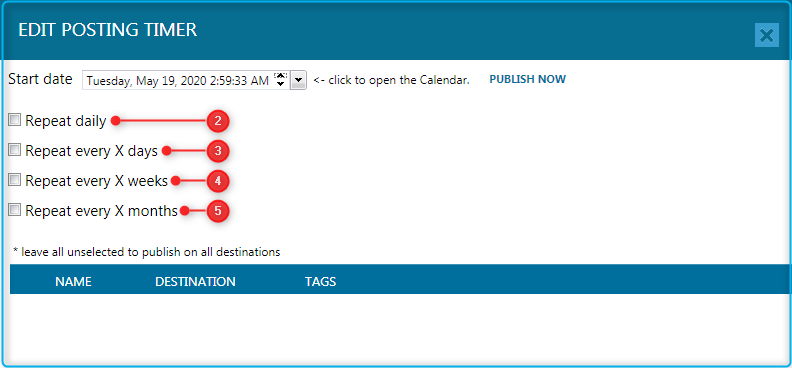 EDIT POSTING TIMER
Start date Tuesday, May 19, 2020 2:59:33 AM <- click to open the Calendar. PUBLISH NOW
Repeat daily 2
Repeat every X days 3
Repeat every X weeks 4
Repeat every X months 5
* leave all unselected to publish on all destinations
NAME DESTINATION TAGS